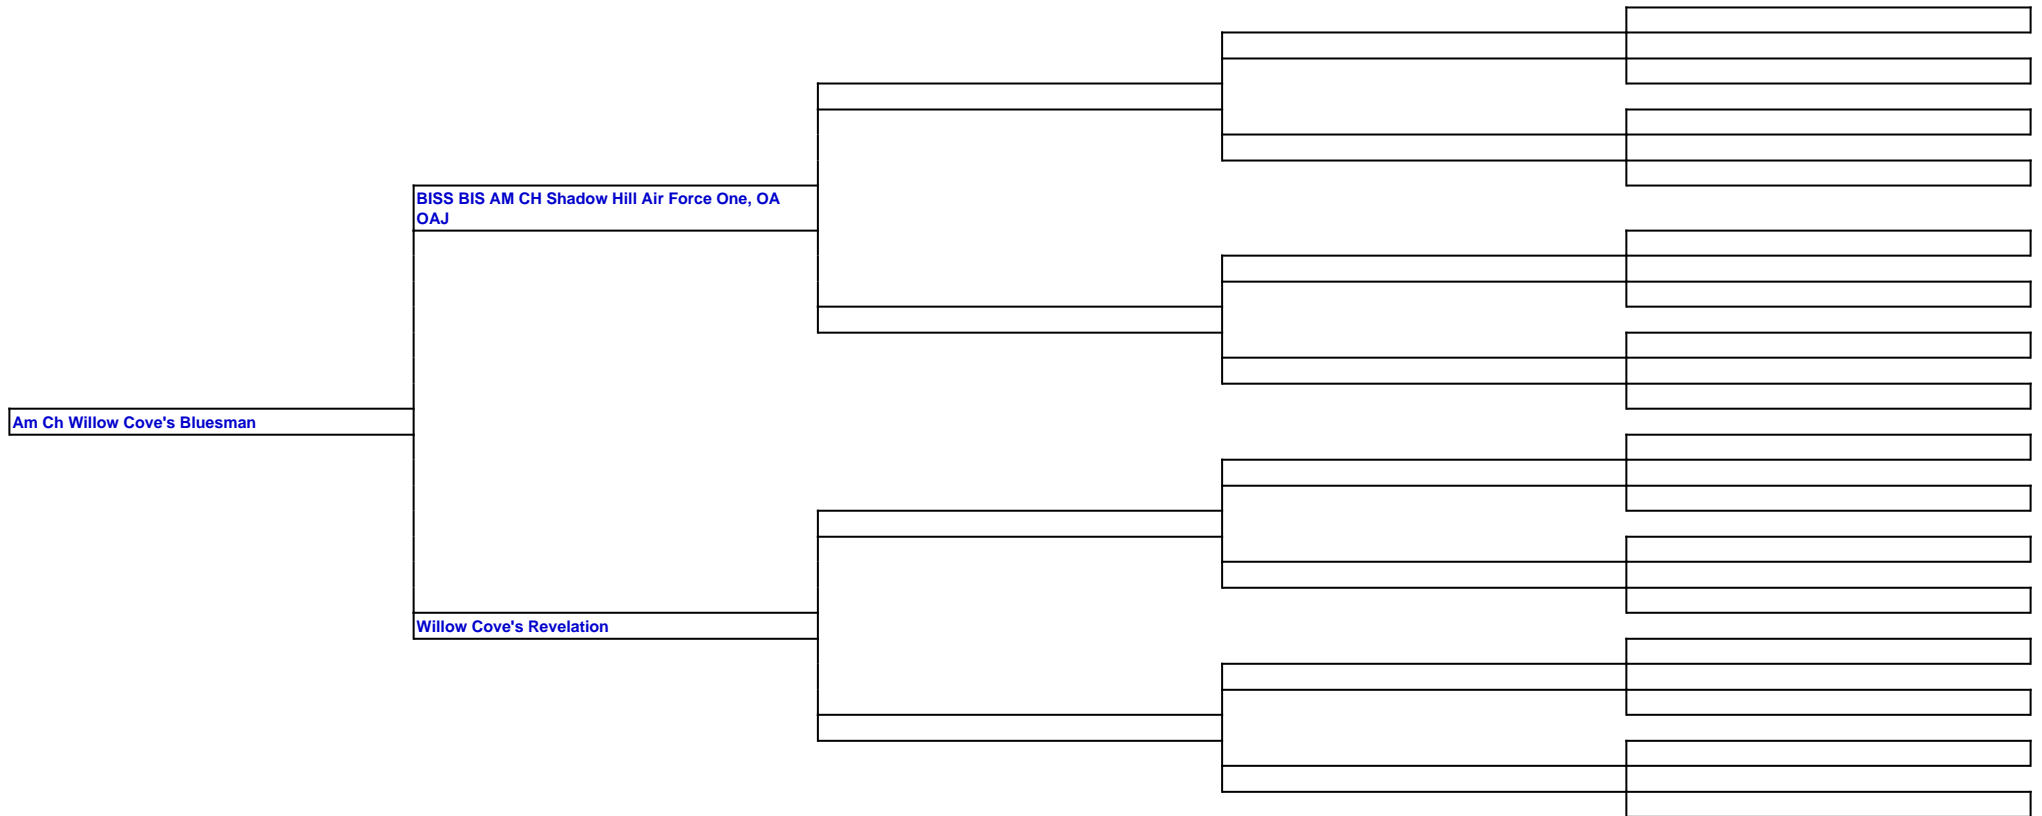 BISS BIS AM CH Shadow Hill Air Force One, OA
OAJ
Am Ch Willow Cove's Bluesman
Willow Cove's Revelation